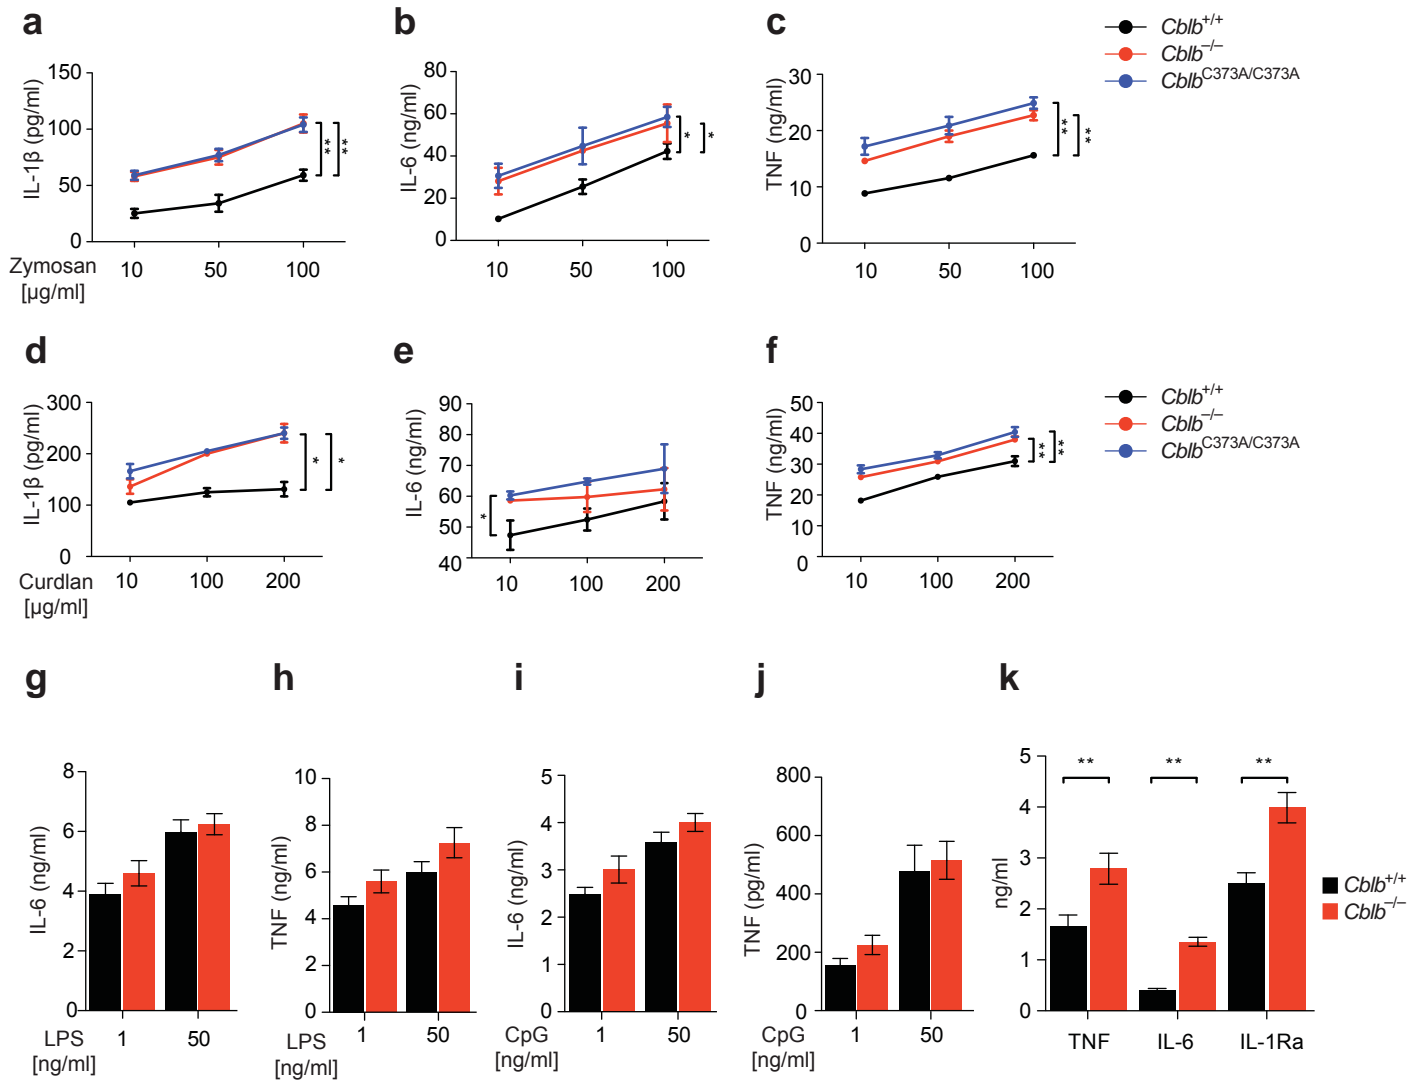 a
b
c
Cblb+/+
Cblb–/–
CblbC373A/C373A
IL-1β (pg/ml)
150
100
50
0
**
**
IL-6 (ng/ml)
80
60
40
20
0
*
*
TNF (ng/ml)
30
20
10
0
**
**
Zymosan
[µg/ml]
10
50
100
10
50
100
10
50
100
d
e
f
Cblb+/+
Cblb–/–
CblbC373A/C373A
IL-1β (pg/ml)
300
200
100
0
*
*
IL-6 (ng/ml)
90
80
70
60
50
40
*
TNF (ng/ml)
50
40
30
20
10
0
**
**
Curdlan
[µg/ml]
10
100
200
10
100
200
10
100
200
g
h
i
j
k
IL-6 (ng/ml)
8
6
4
2
0
LPS
[ng/ml]
1
50
TNF (ng/ml)
10
8
6
4
2
0
LPS
[ng/ml]
1
50
IL-6 (ng/ml)
5
4
3
2
1
0
CpG
[ng/ml]
1
50
TNF (pg/ml)
800
600
400
200
0
CpG
[ng/ml]
1
50
ng/ml
5
4
3
2
1
0
**
**
**
TNF
IL-6
IL-1Ra
Cblb+/+
Cblb–/–